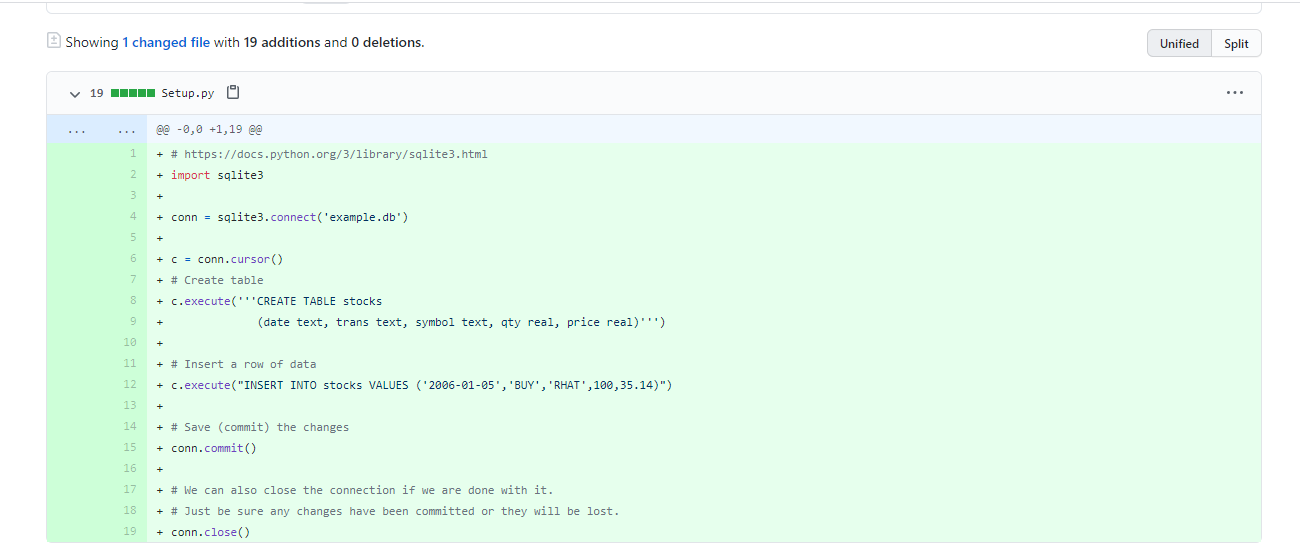 Showing 1 changed file with 19 additions and 0 deletions.
Unified Split
19 Setup.py ...
... ... @@ -0,0 +1,19 @@
1 + # https://docs.python.org/3/library/sqlite3.html
2 + import sqlite3
3 +
4 + conn = sqlite3.connect('example.db')
5 +
6 + c = conn.cursor()
7 + # Create table
8 + c.execute('''CREATE TABLE stocks
9 + (date text, trans text, symbol text, qty real, price real)''')
10 +
11 + # Insert a row of data
12 + c.execute("INSERT INTO stocks VALUES ('2006-01-05','BUY','RHAT',100,35.14)")
13 +
14 + # Save (commit) the changes
15 + conn.commit()
16 +
17 + # We can also close the connection if we are done with it.
18 + # Just be sure any changes have been committed or they will be lost.
19 + conn.close()